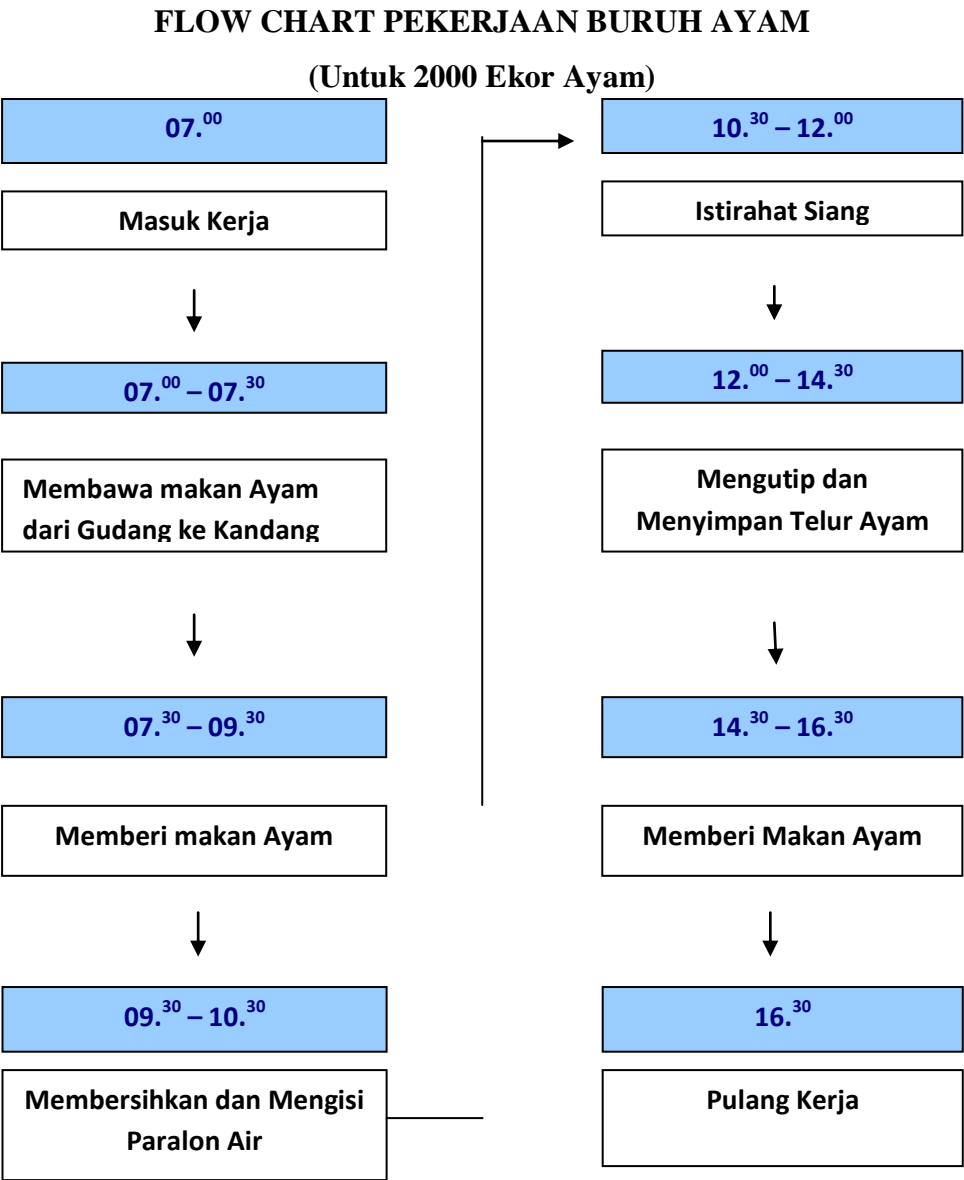 FLOW CHART PEKERJAAN BURUH AYAM
(Untuk 2000 Ekor Ayam)
07.00
Masuk Kerja
07.00 – 07.30
Membawa makan Ayam
dari Gudang ke Kandang
07.30 – 09.30
Memberi makan Ayam
09.30 – 10.30
Membersihkan dan Mengisi
Paralon Air
10.30 – 12.00
Istirahat Siang
12.00 – 14.30
Mengutip dan
Menyimpan Telur Ayam
14.30 – 16.30
Memberi Makan Ayam
16.30
Pulang Kerja